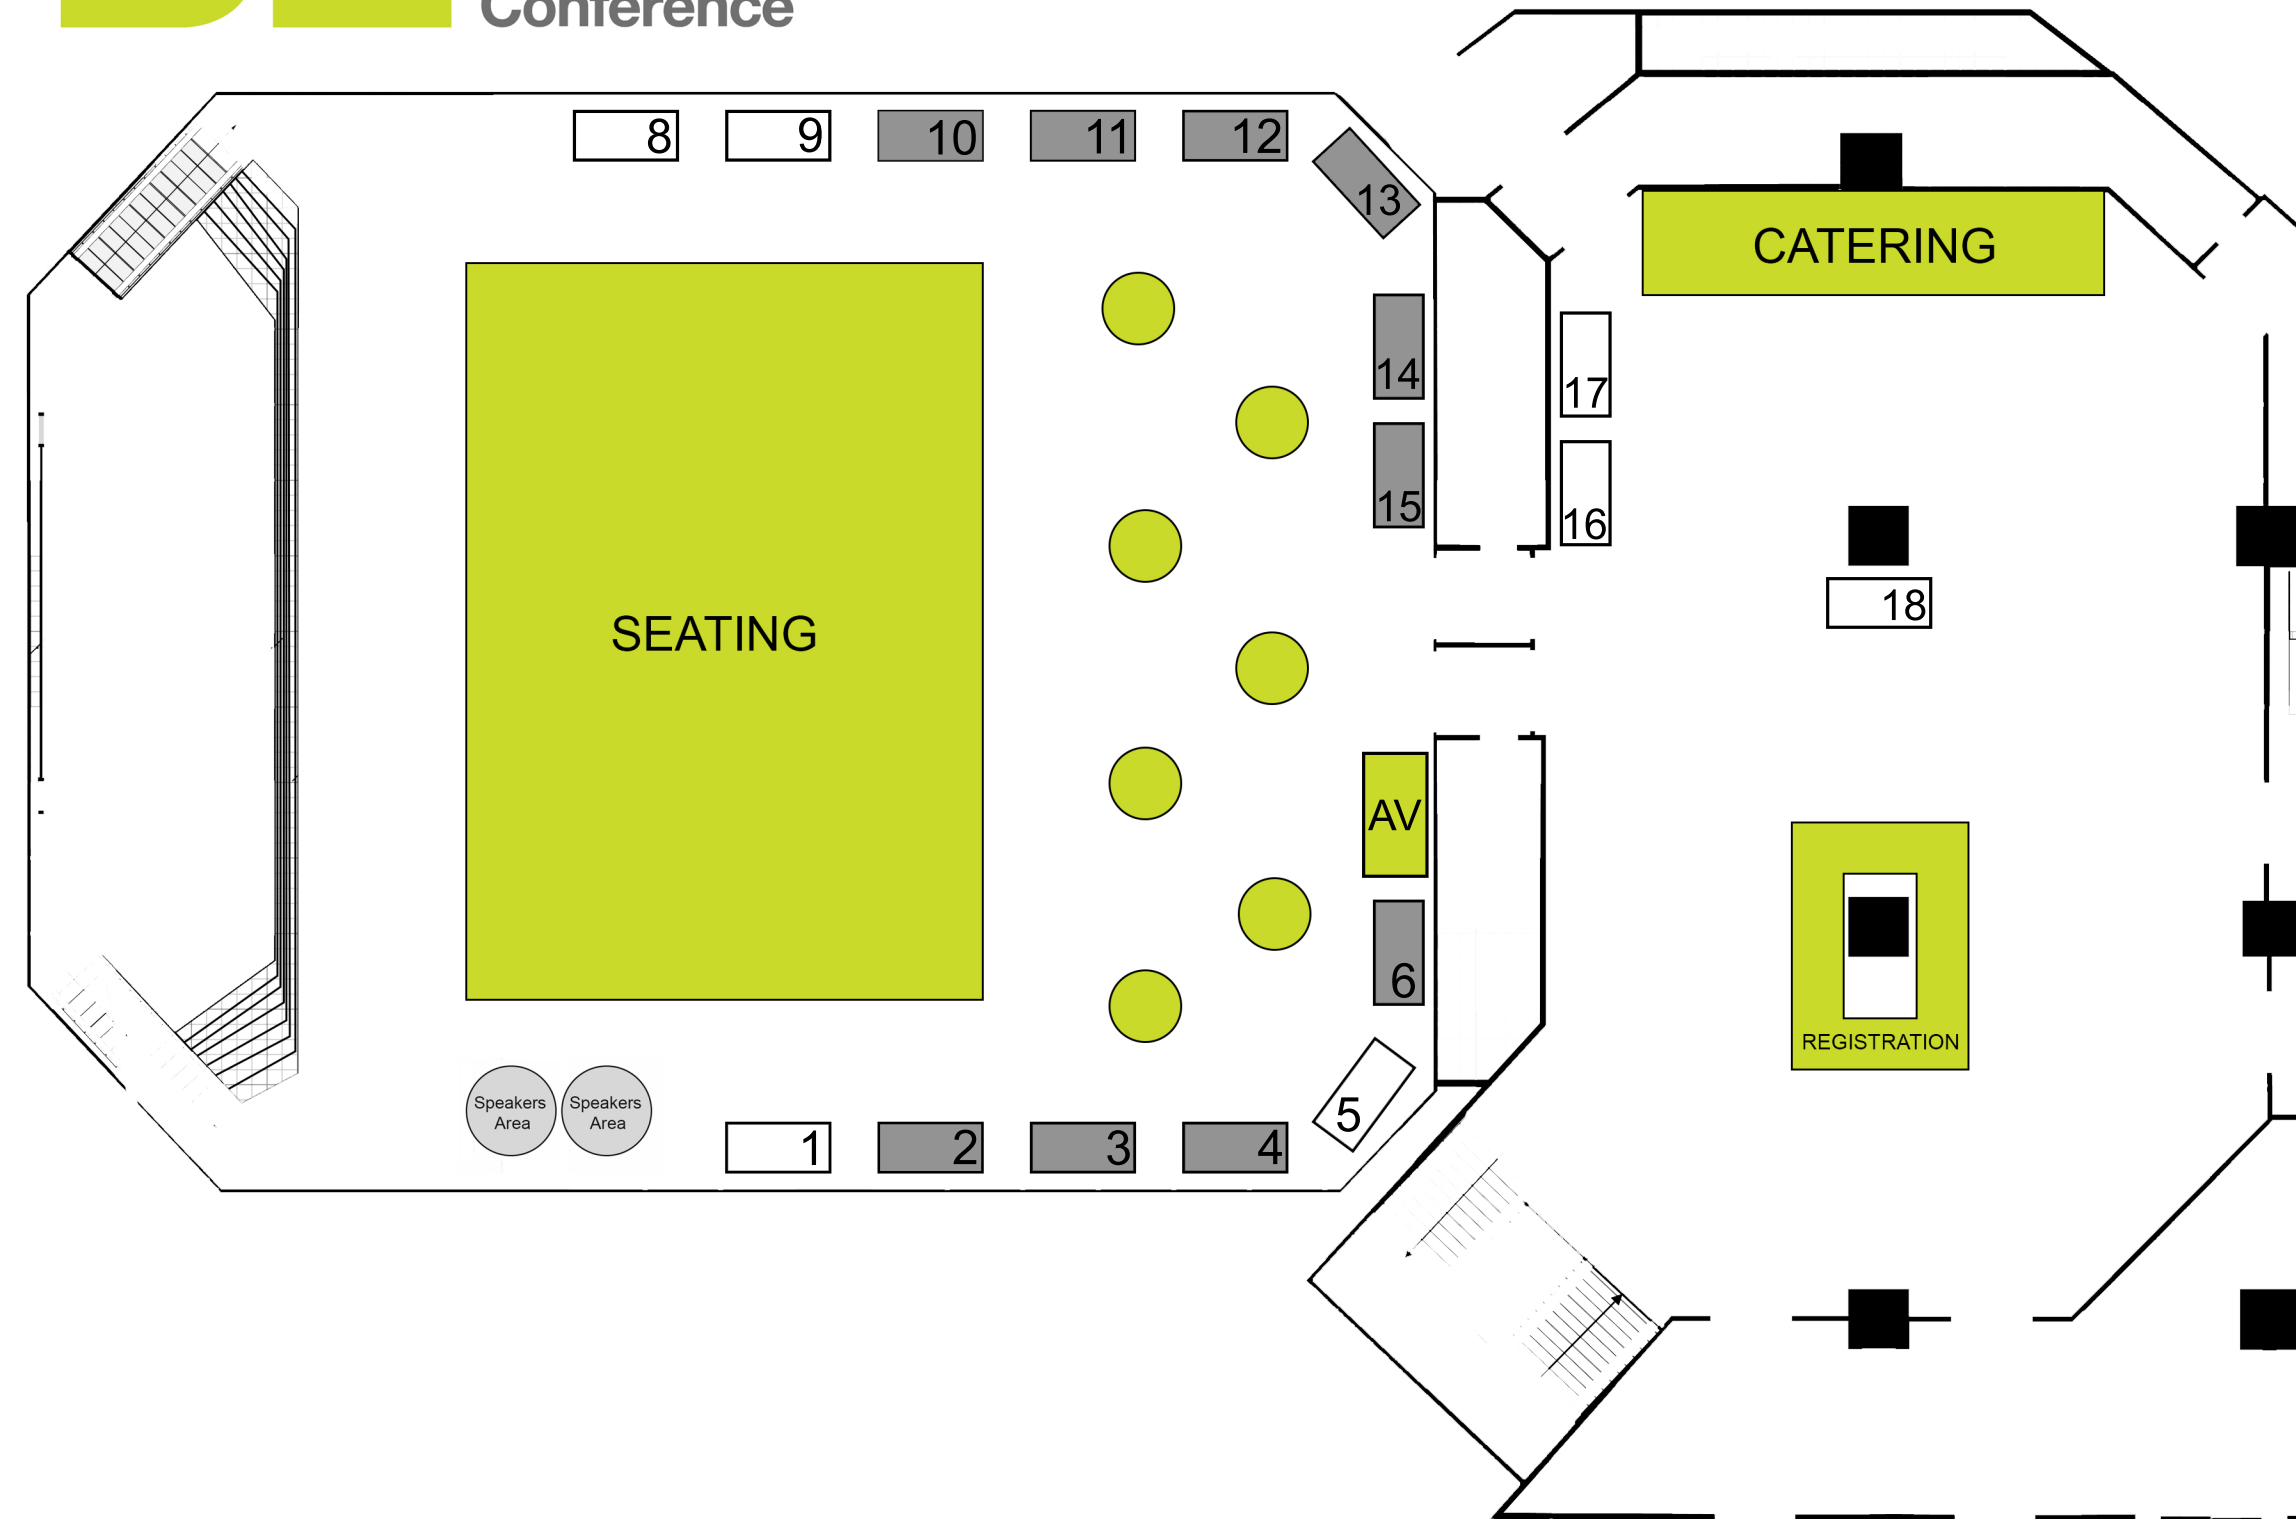 Conference
8 9 10 11 12
13
CATERING
14
17
15
16
18
SEATING
AV
6
REGISTRATION
Speakers Area
Speakers Area
5
1 2 3 4